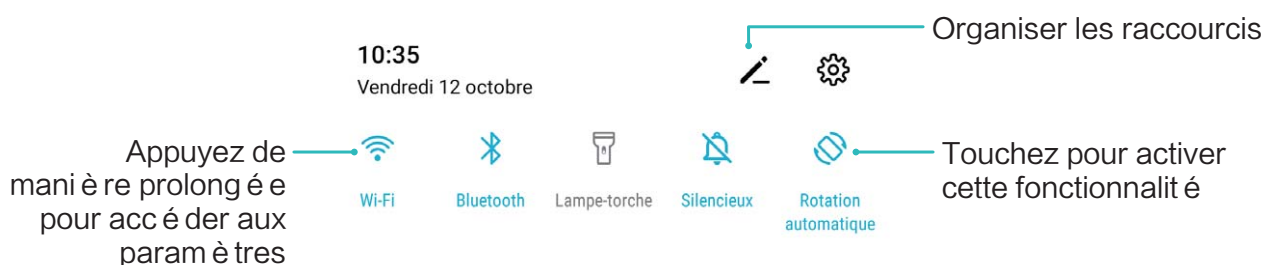 Organiser les raccourcis
10:35
Vendredi 12 octobre
Appuyez de
mani è re prolong é e
pour acc é der aux
param è tres
Wi-Fi
Bluetooth
Lampe-torche
Silencieux
Rotation
automatique
Touchez pour activer
cette fonctionnalit é